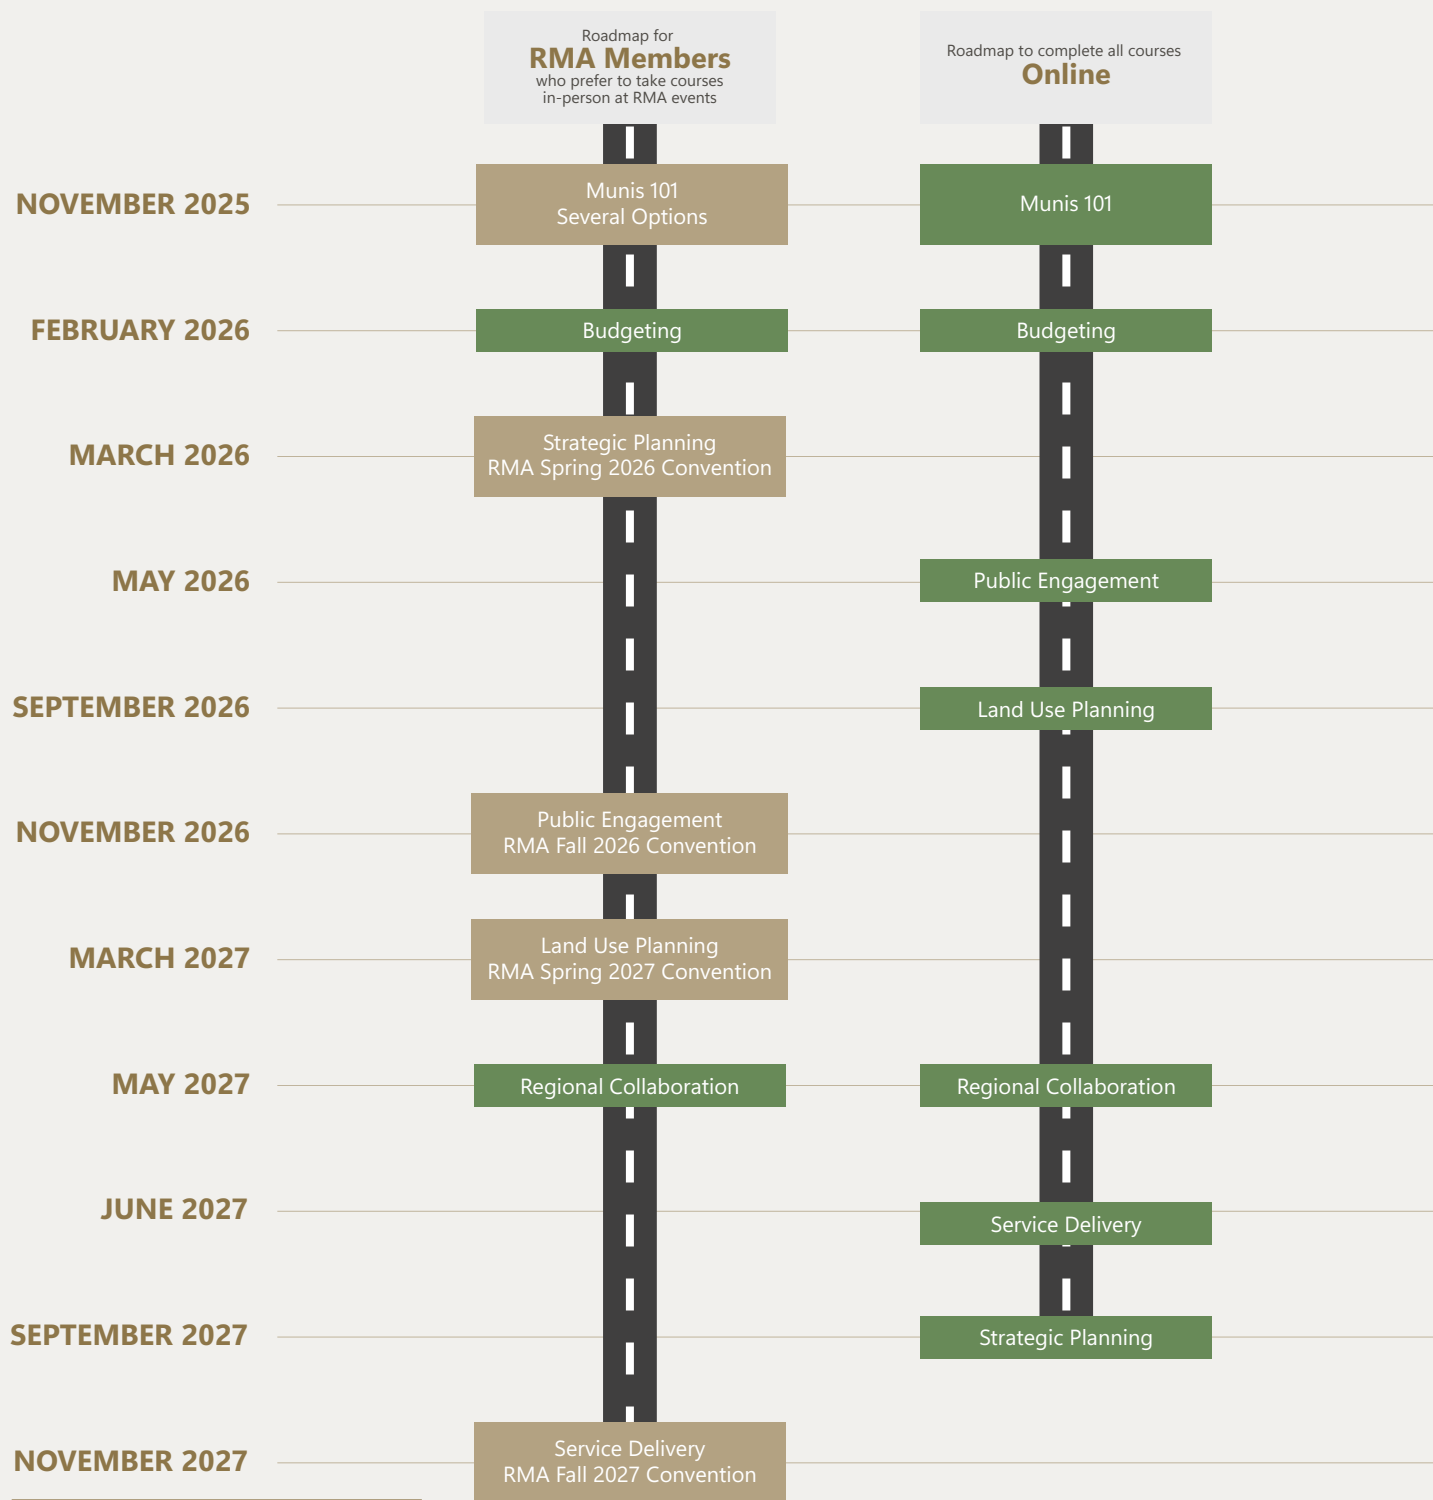 Roadmap for
RMA Members
who prefer to take courses
in-person at RMA events
Roadmap to complete all courses
Online
NOVEMBER 2025
Munis 101
Several Options
Munis 101
FEBRUARY 2026
Budgeting
Budgeting
MARCH 2026
Strategic Planning
RMA Spring 2026 Convention
MAY 2026
Public Engagement
SEPTEMBER 2026
Land Use Planning
NOVEMBER 2026
Public Engagement
RMA Fall 2026 Convention
MARCH 2027
Land Use Planning
RMA Spring 2027 Convention
MAY 2027
Regional Collaboration
Regional Collaboration
JUNE 2027
Service Delivery
SEPTEMBER 2027
Strategic Planning
NOVEMBER 2027
Service Delivery
RMA Fall 2027 Convention